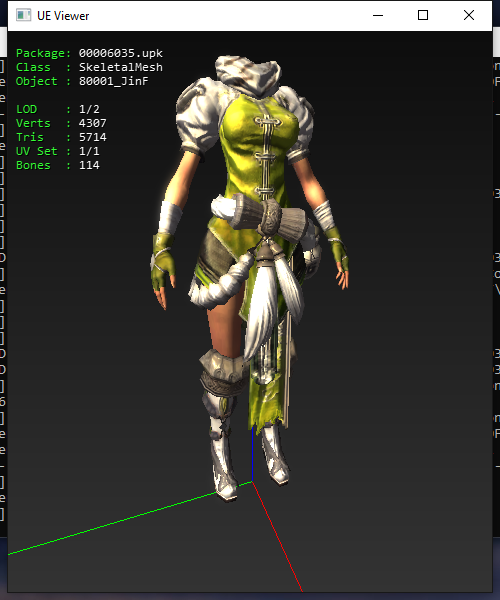 UE Viewer
Package: 00006035.upk
Class : SkeletalMesh
Object : 80001_JinF
LOD : 1/2
Verts : 4307
Tris : 5714
UV Set : 1/1
Bones : 114